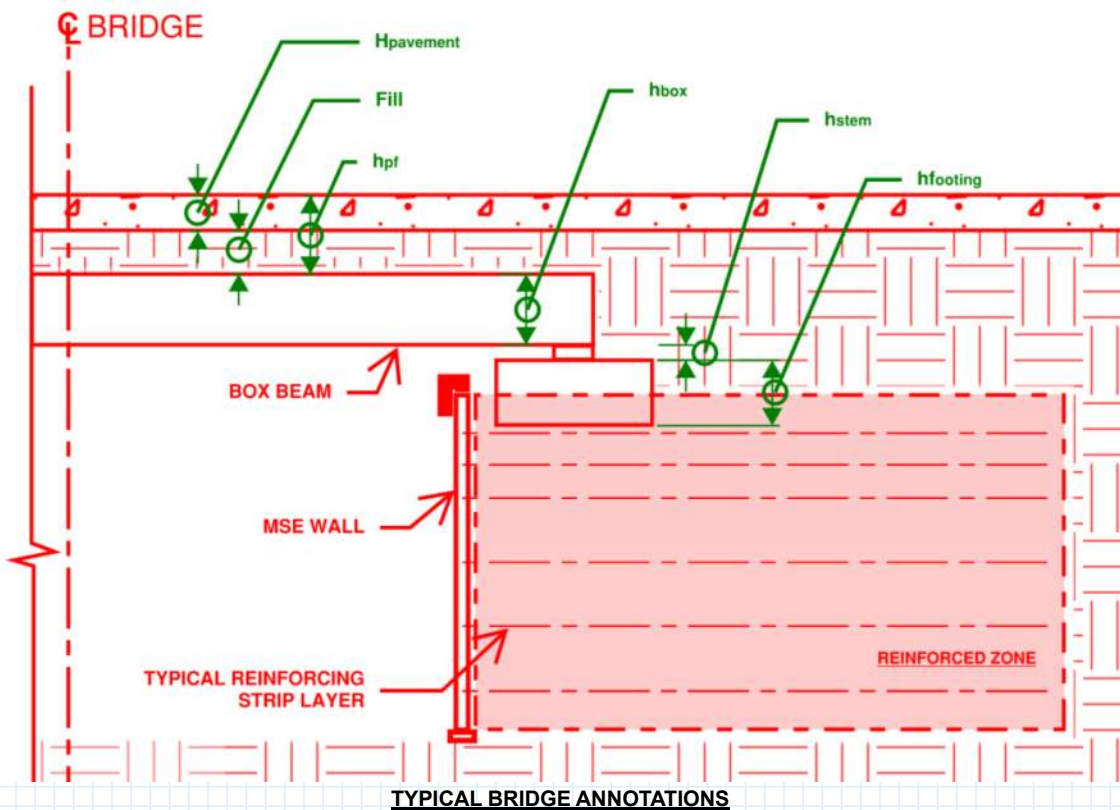 ℄ BRIDGE
Hpavement
Fill
hpf
hbox
hstem
hfooting
BOX BEAM
MSE WALL
TYPICAL REINFORCING
STRIP LAYER
REINFORCED ZONE
TYPICAL BRIDGE ANNOTATIONS